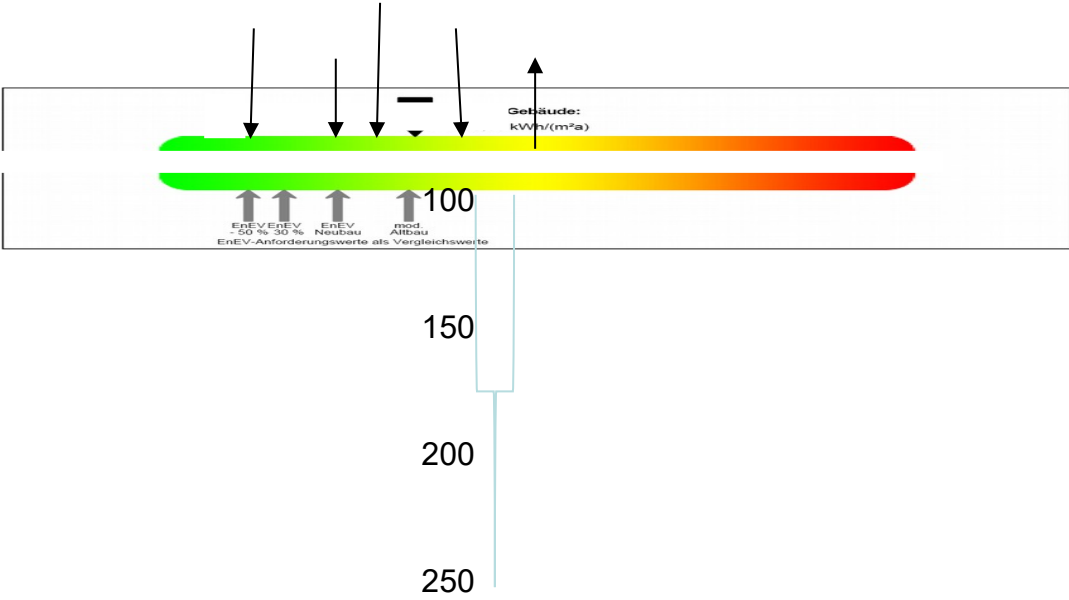 Gebäude:
kWh/(m²a)
100
EnEV EnEV EnEV mod.
- 50 % 30 % Neubau Altbau
EnEV-Anforderungswerte als Vergleichswerte
150
200
250